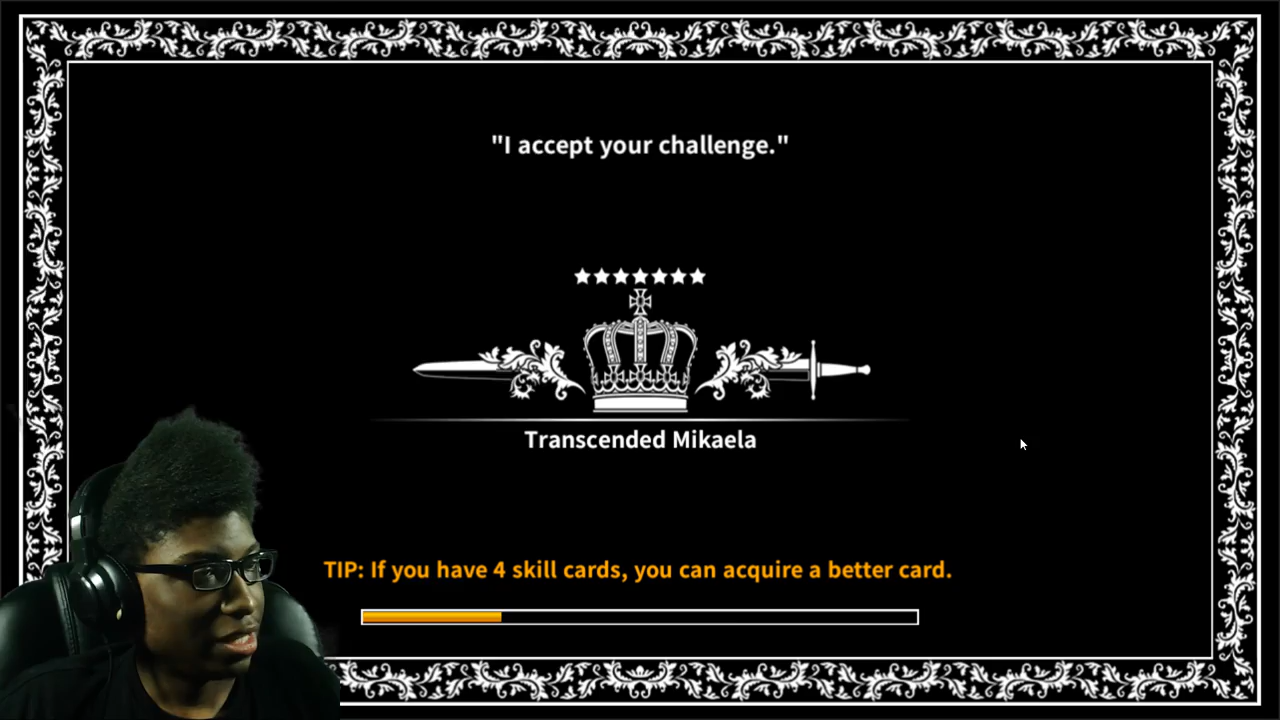 "I accept your challenge."
Transcended Mikaela
TIP: If you have 4 skill cards, you can acquire a better card.